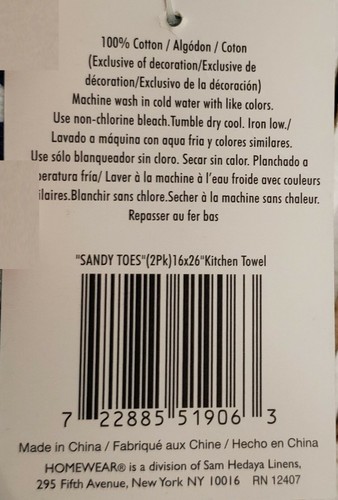 100% Cotton / Algódon / Coton
(Exclusive of decoration/Exclusive de
décoration/Exclusivo de la décoración)
Machine wash in cold water with like colors.
Use non-chlorine bleach.Tumble dry cool. Iron low./
Lavado a máquina con aqua fria y colores similares.
Use sólo blanqueador sin cloro. Secar sin calor. Planchado a
peratura fría/ Laver à la machine à l'eau froide avec couleurs
ilaires.Blanchir sans chlore.Secher à la machine sans chaleur.
Repasser au fer bas
"SANDY TOES"(2Pk)16x26"Kitchen Towel
7 22885 51906 3
Made in China / Fabriqué aux Chine / Hecho en China
HOMEWEAR® is a division of Sam Hedaya Linens,
295 Fifth Avenue, New York NY 10016 RN 12407